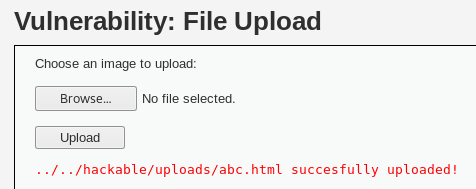 Vulnerability: File Upload
Choose an image to upload:
Browse... No file selected.
Upload
../../hackable/uploads/abc.html succesfully uploaded!